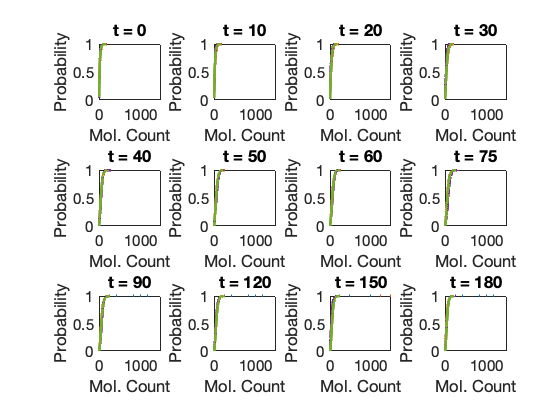 t = 0
t = 10
t = 20
t = 30
Probability
1
0.5
0
0
1000
Mol. Count
Probability
1
0.5
0
0
1000
Mol. Count
Probability
1
0.5
0
0
1000
Mol. Count
Probability
1
0.5
0
0
1000
Mol. Count
t = 40
t = 50
t = 60
t = 75
Probability
1
0.5
0
0
1000
Mol. Count
Probability
1
0.5
0
0
1000
Mol. Count
Probability
1
0.5
0
0
1000
Mol. Count
Probability
1
0.5
0
0
1000
Mol. Count
t = 90
t = 120
t = 150
t = 180
Probability
1
0.5
0
0
1000
Mol. Count
Probability
1
0.5
0
0
1000
Mol. Count
Probability
1
0.5
0
0
1000
Mol. Count
Probability
1
0.5
0
0
1000
Mol. Count